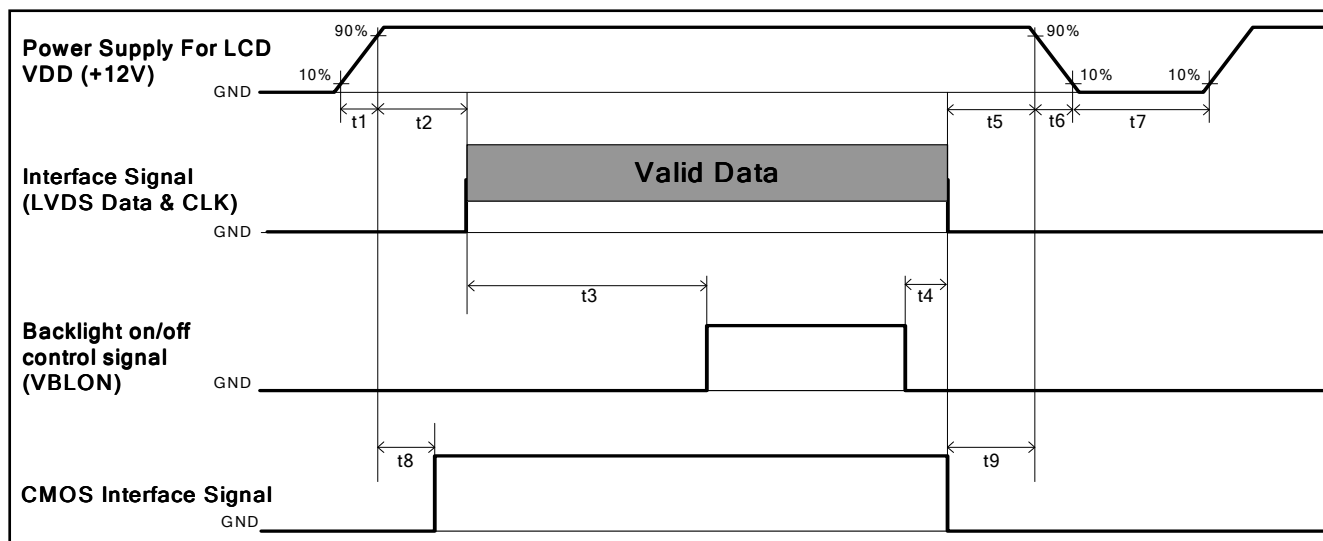 Power Supply For LCD
VDD (+12V)
90%
10%
GND
90%
10%
10%
t1
t2
t5
t6
t7
Interface Signal
(LVDS Data & CLK)
Valid Data
GND
t3
t4
Backlight on/off
control signal
(VBLON)
GND
t8
t9
CMOS Interface Signal
GND